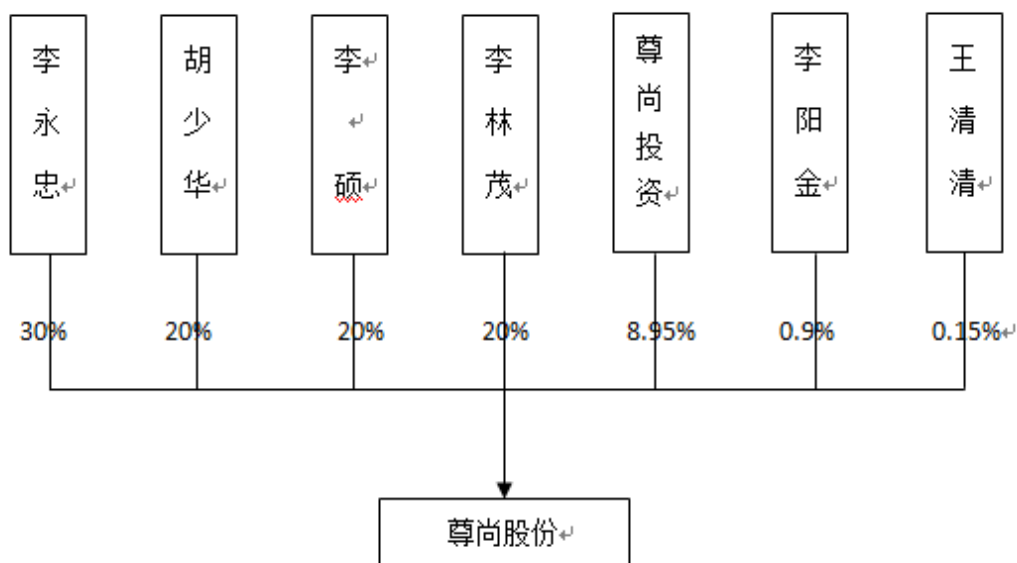 李永忠
胡少华
李硕
李林茂
尊尚投资
李阳金
王清清
30%
20%
20%
20%
8.95%
0.9%
0.15%
尊尚股份